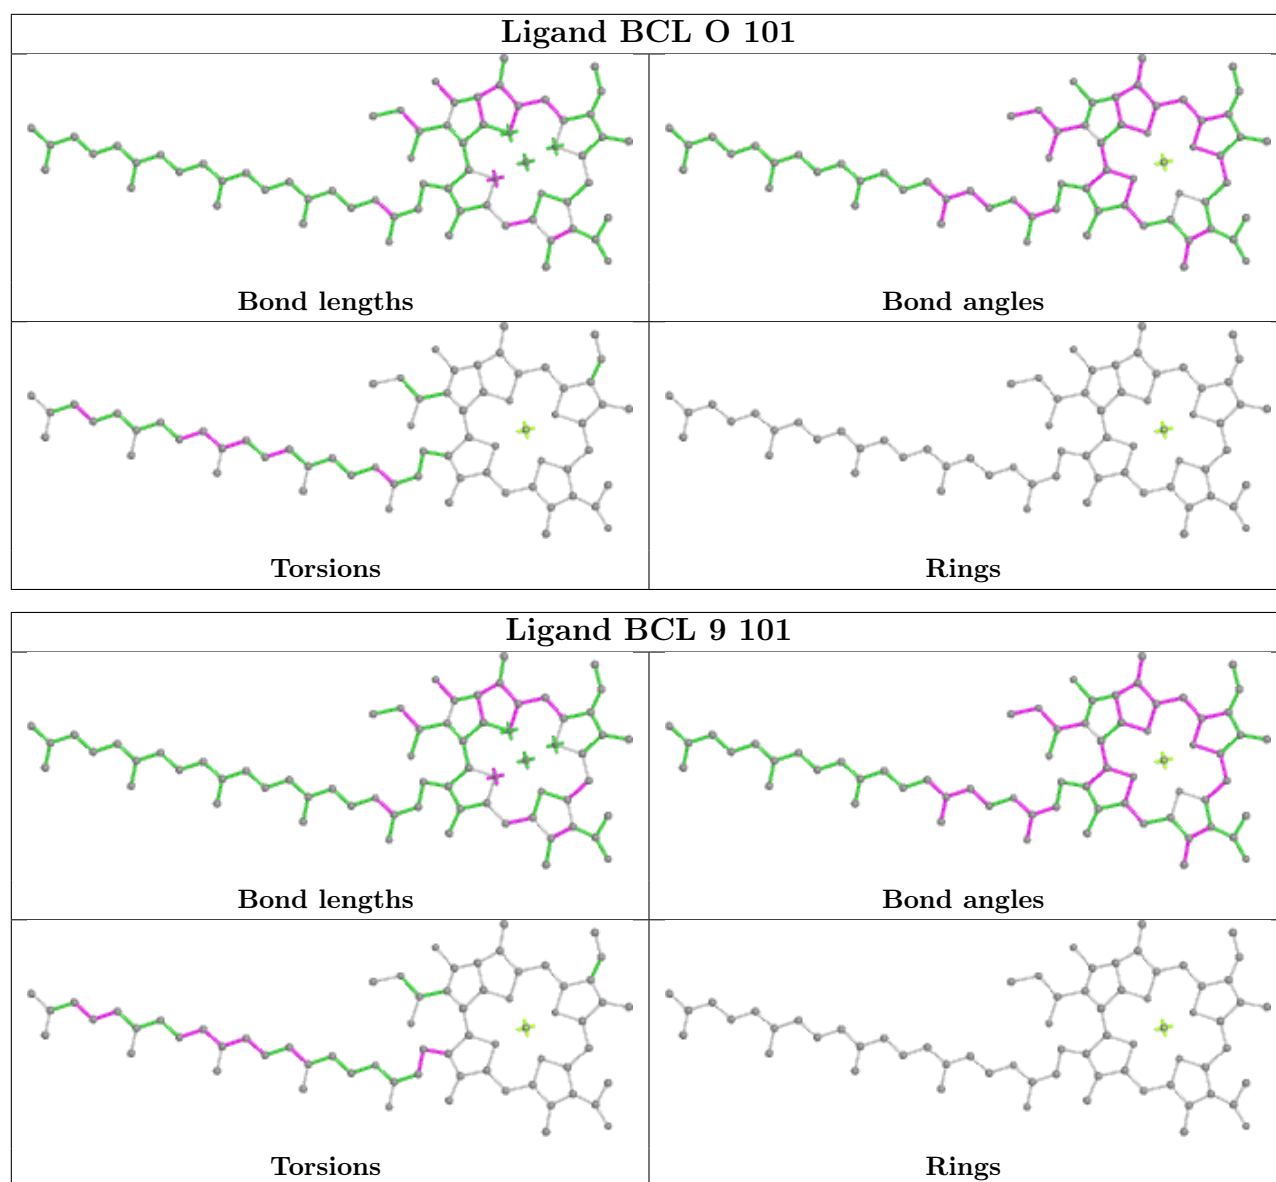 Ligand BCL O 101
Bond lengths
Bond angles
Torsions
Rings
Ligand BCL 9 101
Bond lengths
Bond angles
Torsions
Rings